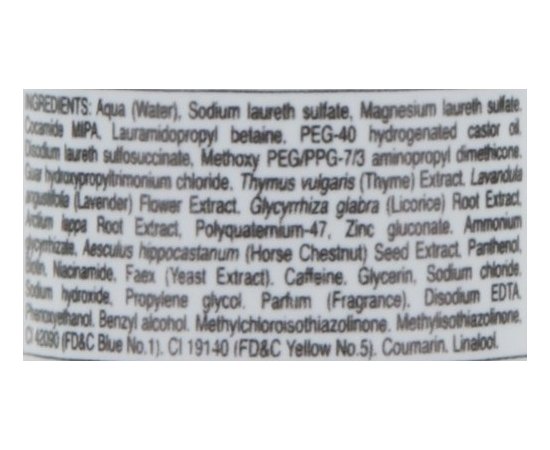 INGREDIENTS: Aqua (Water), Sodium laureth sulfate, Magnesium laureth sulfate,
Cocamide MIPA, Lauramidopropyl betaine, PEG-40 hydrogenated castor oil,
Disodium laureth sulfosuccinate, Methoxy PEG/PPG-7/3 aminopropyl dimethicone,
Guar hydroxypropyltrimonium chloride, Thymus vulgaris (Thyme) Extract, Lavandula
angustifolia (Lavender) Flower Extract, Glycyrrhiza glabra (Licorice) Root Extract,
Arctium lappa Root Extract, Polyquaternium-47, Zinc gluconate, Ammonium
glycyrrhizate, Aesculus hippocastanum (Horse Chestnut) Seed Extract, Panthenol,
Biotin, Niacinamide, Faex (Yeast Extract), Caffeine, Glycerin, Sodium chloride,
Sodium hydroxide, Propylene glycol, Parfum (Fragrance), Disodium EDTA,
Phenoxyethanol, Benzyl alcohol, Methylchloroisothiazolinone, Methylisothiazolinone,
CI 42090 (FD&C Blue No.1), CI 19140 (FD&C Yellow No.5), Coumarin, Linalool.